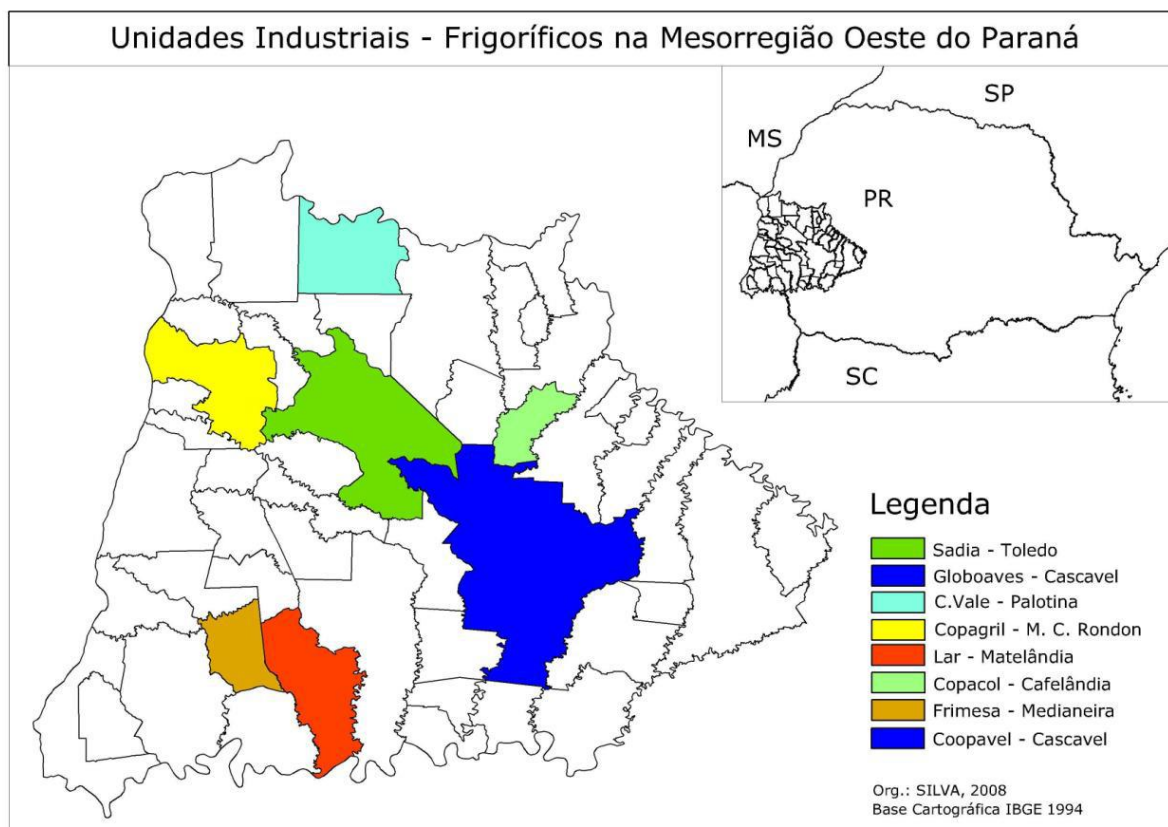 Unidades Industriais - Frigoríficos na Mesorregião Oeste do Paraná
SP
MS
PR
SC
Legenda
Sadia - Toledo
Globoaves - Cascavel
C.Vale - Palotina
Copagril - M. C. Rondon
Lar - Matelândia
Copacol - Cafelândia
Frimesa - Medianeira
Coopavel - Cascavel
Org.: SILVA, 2008
Base Cartográfica IBGE 1994